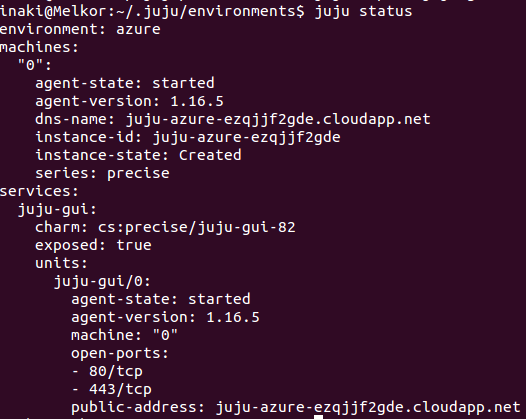 inaki@Melkor:~/.juju/environments$ juju status
environment: azure
machines:
  "0":
    agent-state: started
    agent-version: 1.16.5
    dns-name: juju-azure-ezqjjf2gde.cloudapp.net
    instance-id: juju-azure-ezqjjf2gde
    instance-state: Created
    series: precise
services:
  juju-gui:
    charm: cs:precise/juju-gui-82
    exposed: true
    units:
      juju-gui/0:
        agent-state: started
        agent-version: 1.16.5
        machine: "0"
        open-ports:
        - 80/tcp
        - 443/tcp
        public-address: juju-azure-ezqjjf2gde.cloudapp.net